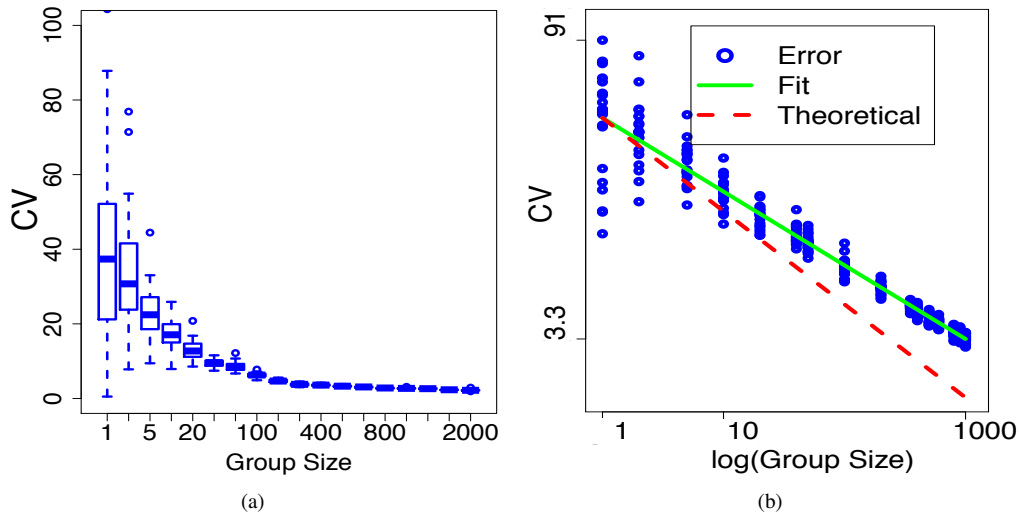 100
80
60
40
20
0
CV
1 5 20 100 400 800 2000
Group Size
(a)
91
3.3
CV
Error
Fit
Theoretical
1 10 1000
log(Group Size)
(b)